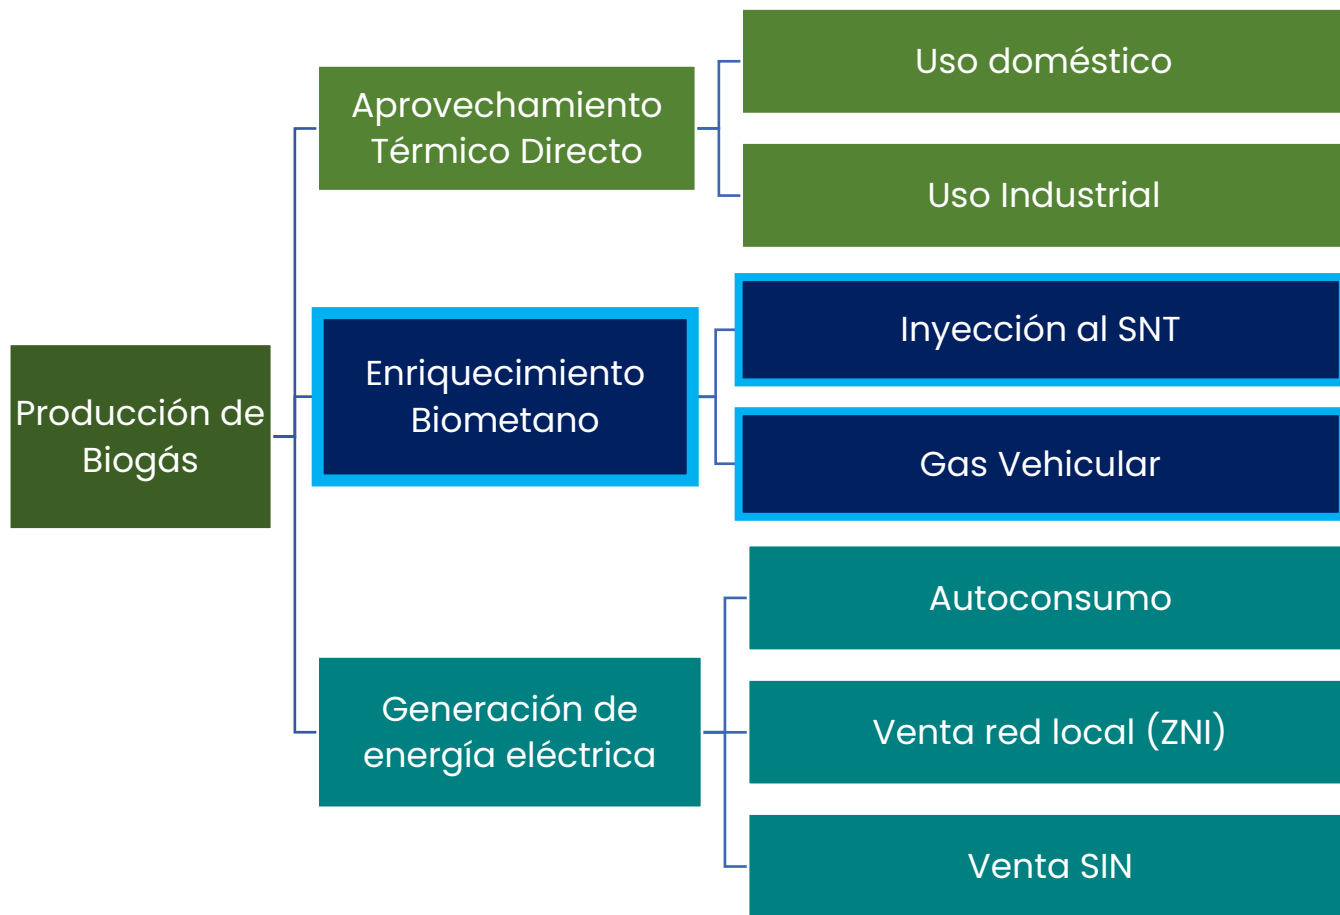 Producción de
Biogás
Aprovechamiento
Térmico Directo
Uso doméstico
Uso Industrial
Enriquecimiento
Biometano
Inyección al SNT
Gas Vehicular
Generación de
energía eléctrica
Autoconsumo
Venta red local (ZNI)
Venta SIN